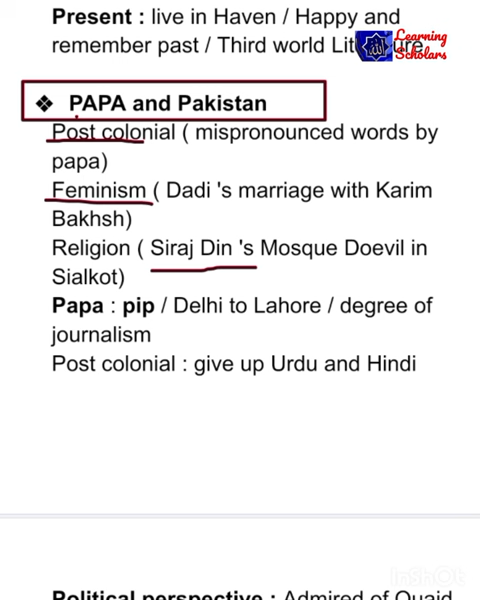 Present : live in Haven / Happy and
remember past / Third world Lit ure
Learning
Scholars
❖ PAPA and Pakistan
Post colonial ( mispronounced words by
papa)
Feminism ( Dadi 's marriage with Karim
Bakhsh)
Religion ( Siraj Din 's Mosque Doevil in
Sialkot)
Papa : pip / Delhi to Lahore / degree of
journalism
Post colonial : give up Urdu and Hindi
InShOt
Political perspective : Admired of Quaid